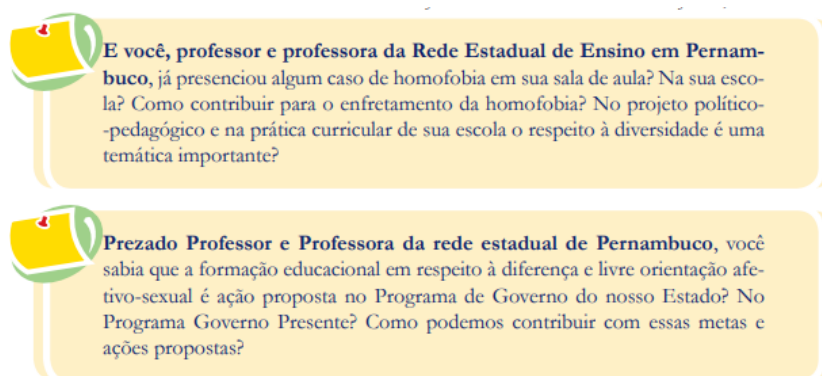 E você, professor e professora da Rede Estadual de Ensino em Pernam-
buco, já presenciou algum caso de homofobia em sua sala de aula? Na sua esco-
la? Como contribuir para o enfretamento da homofobia? No projeto político-
-pedagógico e na prática curricular de sua escola o respeito à diversidade é uma
temática importante?
Prezado Professor e Professora da rede estadual de Pernambuco, você
sabia que a formação educacional em respeito à diferença e livre orientação afe-
tivo-sexual é ação proposta no Programa de Governo do nosso Estado? No
Programa Governo Presente? Como podemos contribuir com essas metas e
ações propostas?